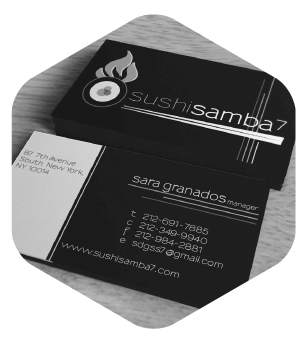 sushisamba7
87 7th Avenue
South New York,
NY 10014
sara granados
manager
t 212-691-7885
c 212-349-9940
f 212-984-2881
e sdgss7@gmail.com
www.sushisamba7.com